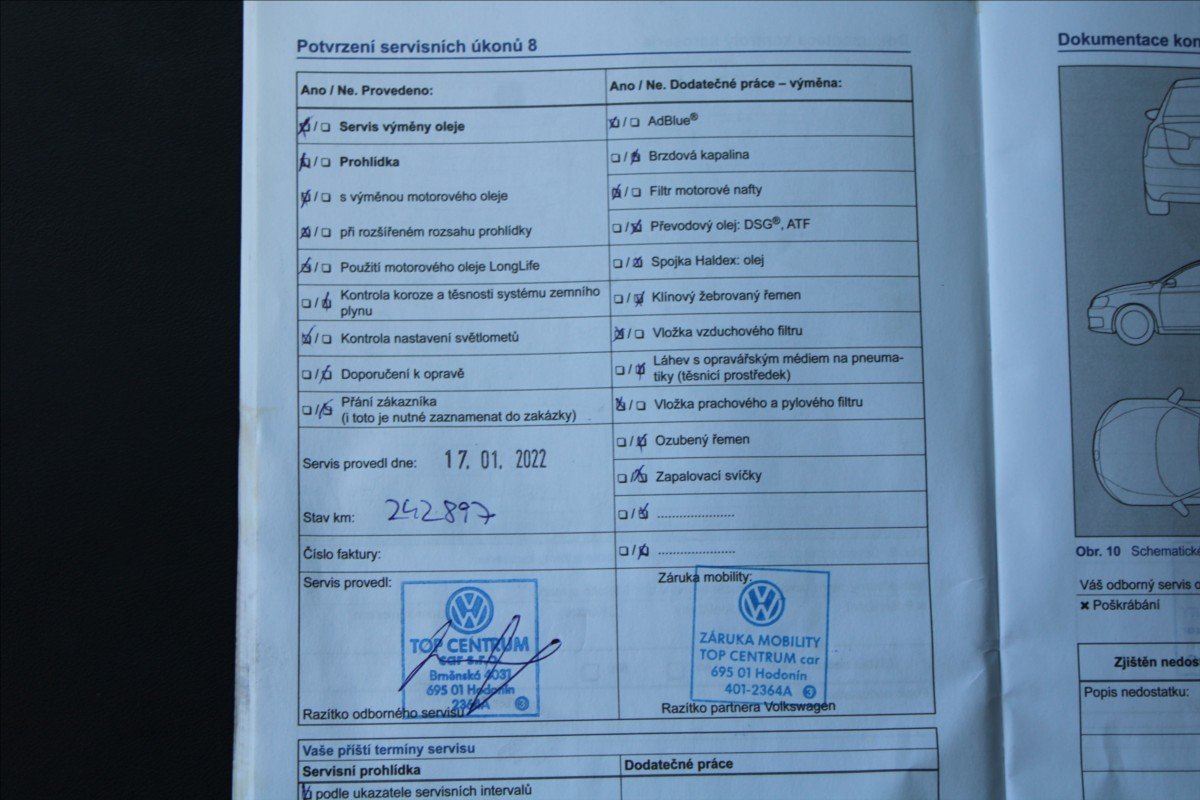 Potvrzení servisních úkonů 8
Ano / Ne. Provedeno:
Servis výměny oleje
Prohlídka
s výměnou motorového oleje
při rozšířeném rozsahu prohlídky
Použití motorového oleje LongLife
Kontrola koroze a těsnosti systému zemního
plynu
Kontrola nastavení světlometů
Doporučení k opravě
Přání zákazníka
(i toto je nutné zaznamenat do zakázky)
Servis provedl dne: 17. 01. 2022
Stav km: 242897
Číslo faktury:
Servis provedl:
TOP CENTRUM
car s.r.o.
Brněnská 4031
695 01 Hodonín
2364A 3
Razítko odborného servisu
Ano / Ne. Dodatečné práce – výměna:
AdBlue®
Brzdová kapalina
Filtr motorové nafty
Převodový olej: DSG®, ATF
Spojka Haldex: olej
Klínový žebrovaný řemen
Vložka vzduchového filtru
Láhev s opravářským médiem na pneuma-
tiky (těsnicí prostředek)
Vložka prachového a pylového filtru
Ozubený řemen
Zapalovací svíčky
......................
......................
Záruka mobility:
ZÁRUKA MOBILITY
TOP CENTRUM car
695 01 Hodonín
401-2364A 3
Razítko partnera Volkswagen
Vaše příští termíny servisu
Servisní prohlídka
Dodatečné práce
podle ukazatele servisních intervalů
Dokumentace
Obr. 10 Schematické
Váš odborný servis
✖ Poškrábání
Zjištěn
Popis nedostatku: